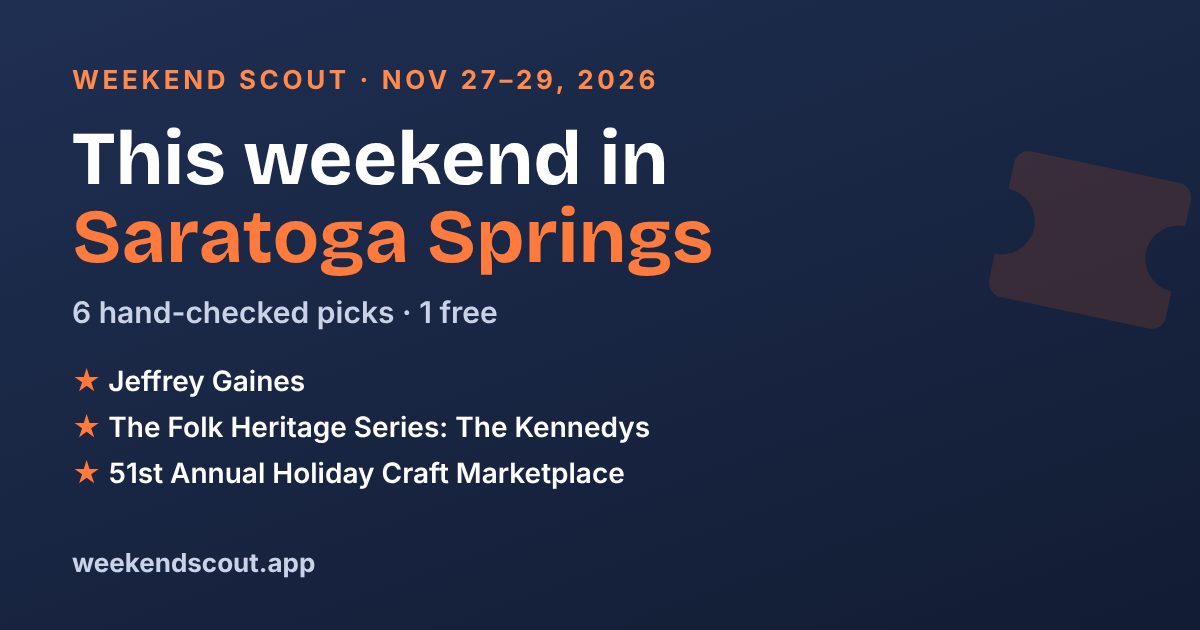 WEEKEND SCOUT · NOV 27–29, 2026
This weekend in
Saratoga Springs
6 hand-checked picks · 1 free
★ Jeffrey Gaines
★ The Folk Heritage Series: The Kennedys
★ 51st Annual Holiday Craft Marketplace
weekendscout.app